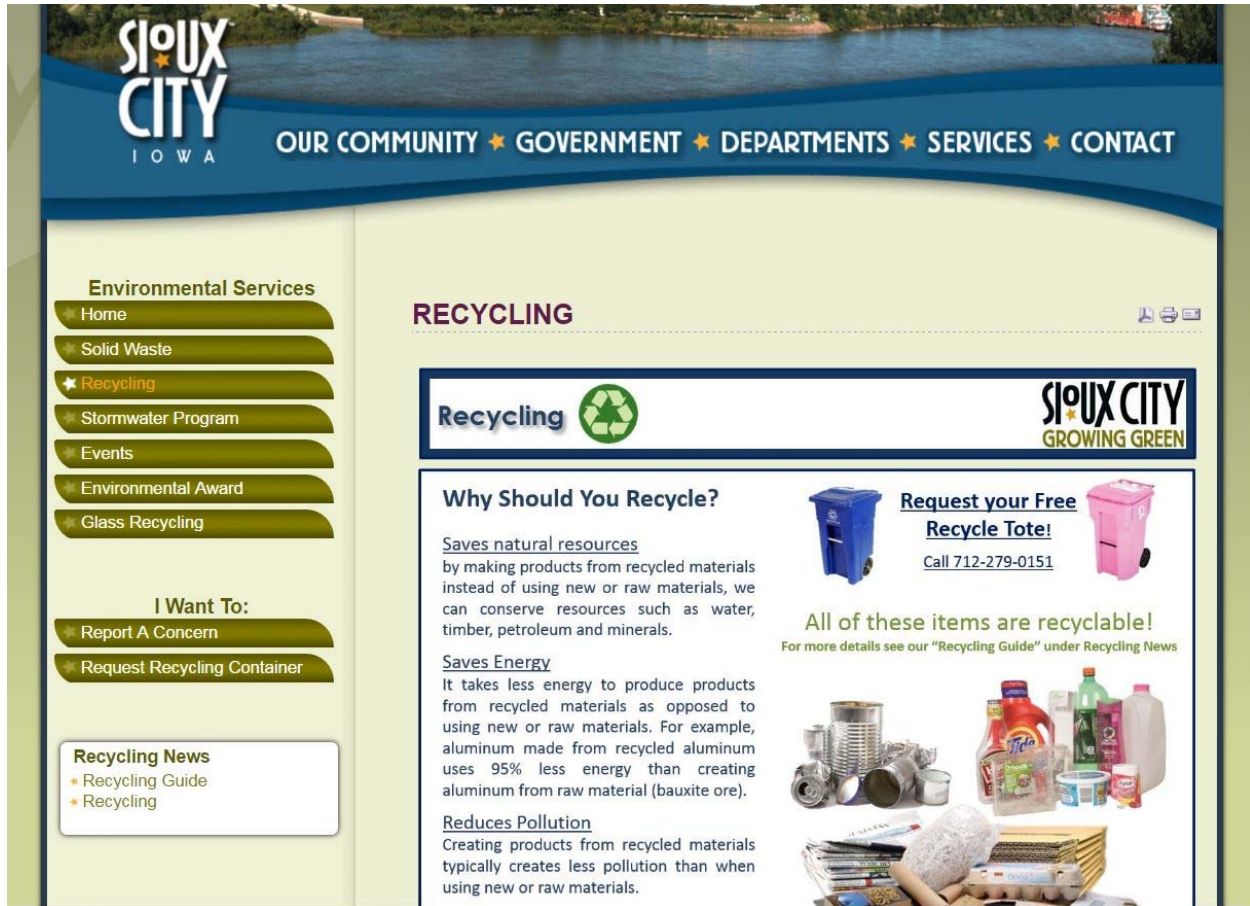 SIOUX
CITY
IOWA
OUR COMMUNITY GOVERNMENT DEPARTMENTS SERVICES CONTACT
Environmental Services
Home
Solid Waste
Recycling
Stormwater Program
Events
Environmental Award
Glass Recycling
I Want To:
Report A Concern
Request Recycling Container
Recycling News
Recycling Guide
Recycling
RECYCLING
Recycling
SIOUX CITY
GROWING GREEN
Why Should You Recycle?
Saves natural resources
by making products from recycled materials
instead of using new or raw materials, we
can conserve resources such as water,
timber, petroleum and minerals.
Saves Energy
It takes less energy to produce products
from recycled materials as opposed to
using new or raw materials. For example,
aluminum made from recycled aluminum
uses 95% less energy than creating
aluminum from raw material (bauxite ore).
Reduces Pollution
Creating products from recycled materials
typically creates less pollution than when
using new or raw materials.
Request your Free
Recycle Tote!
Call 712-279-0151
All of these items are recyclable!
For more details see our "Recycling Guide" under Recycling News
Tide